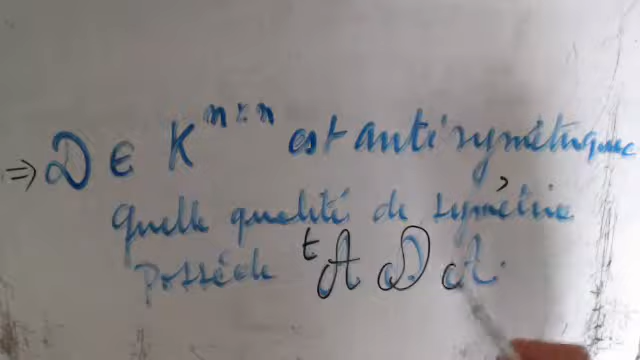 ⇒ D ∈ K^{n×n} est antisymétrique
quelle qualité de symétrie
possède ^tA D A.